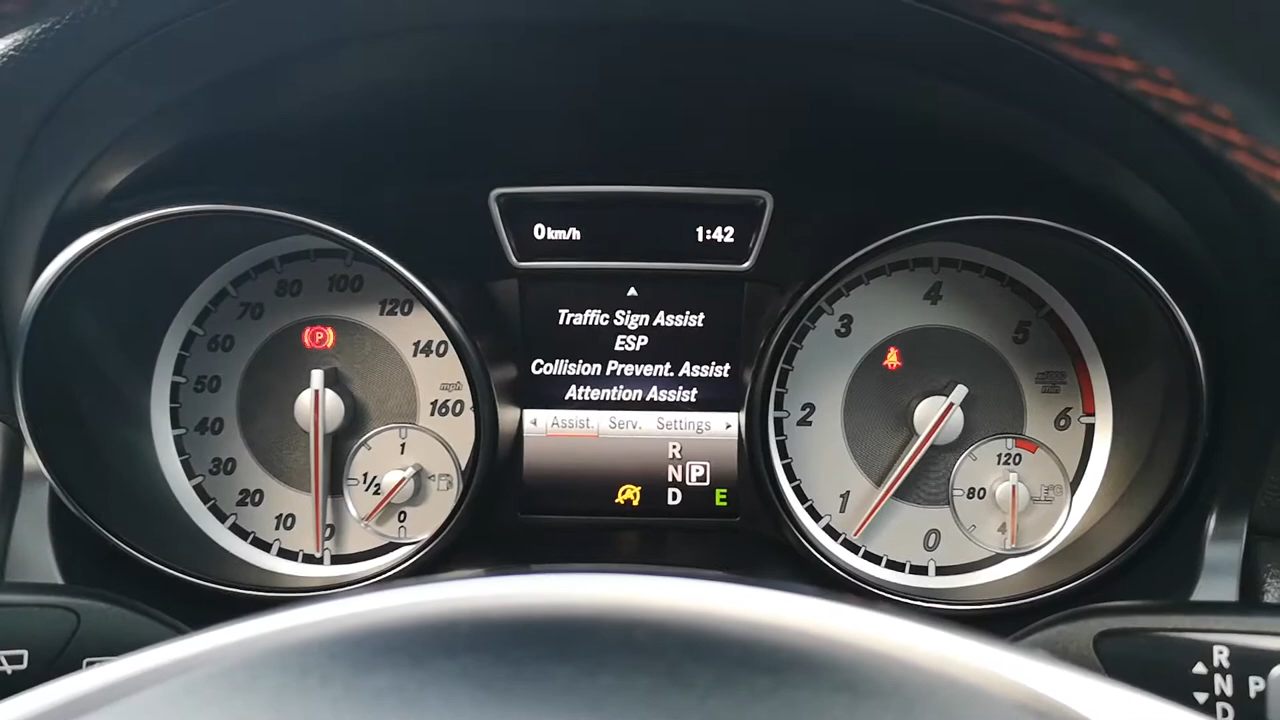 0km/h 1:42
Traffic Sign Assist
ESP
Collision Prevent. Assist
Attention Assist
Assist. Serv. Settings
R
N P
D E
0
10
20
30
40
50
60
70
80
100
120
140
160
mph
P
1
1/2
0
0
1
2
3
4
5
6
120
80
4
°C
R
N P
D